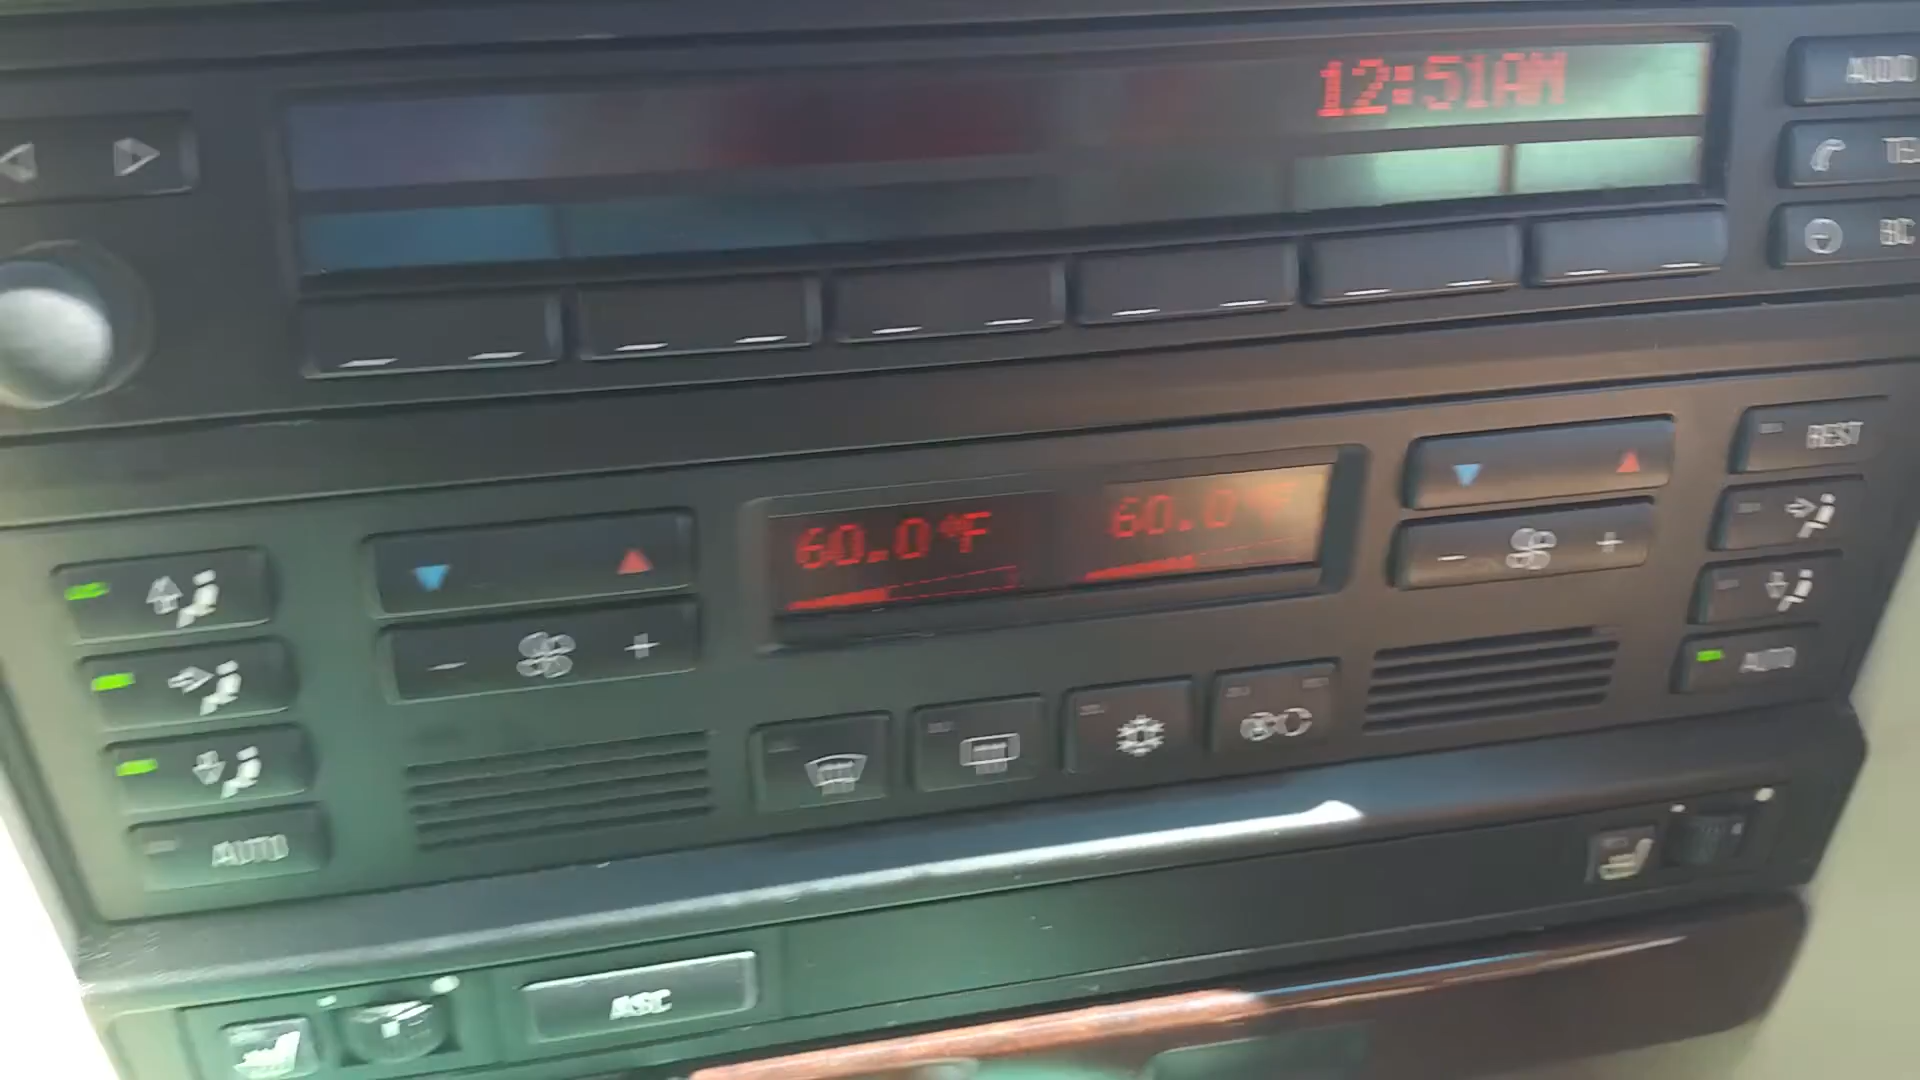 12:51AM
AUDIO
BC
REST
60.0°F 60.0°F
AUTO
AUTO
ASC